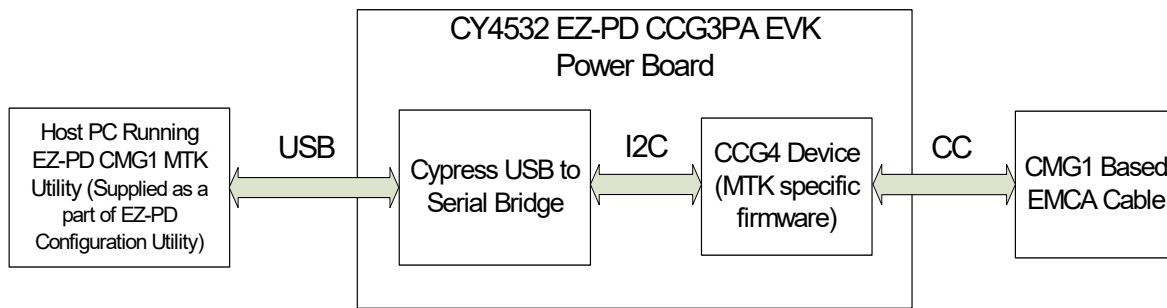 CY4532 EZ-PD CCG3PA EVK
Power Board
Host PC Running
EZ-PD CMG1 MTK
Utility (Supplied as a
part of EZ-PD
Configuration Utility)
USB
Cypress USB to
Serial Bridge
I2C
CCG4 Device
(MTK specific
firmware)
CC
CMG1 Based
EMCA Cable